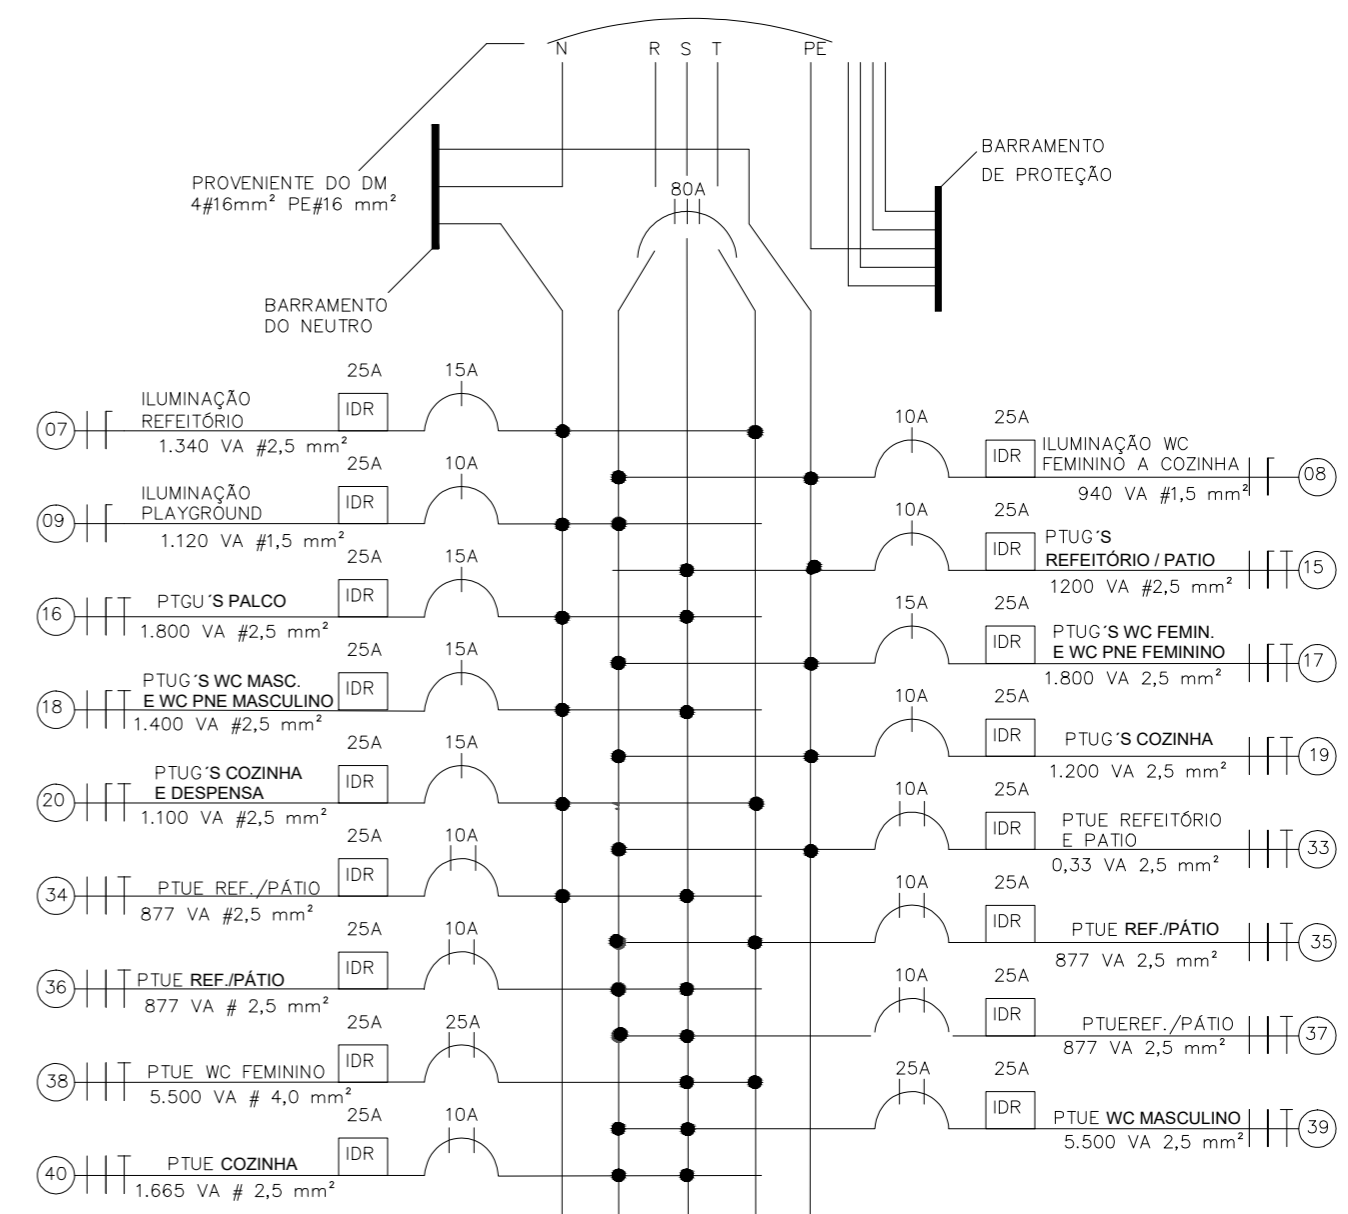 N R S T PE
PROVENIENTE DO DM
4#16mm² PE#16 mm²
80A
BARRAMENTO
DE PROTEÇÃO
BARRAMENTO
DO NEUTRO
07
ILUMINAÇÃO
REFEITÓRIO
1.340 VA #2,5 mm²
25A
IDR
15A
10A
25A
IDR
ILUMINAÇÃO WC
FEMININO A COZINHA
940 VA #1,5 mm²
08
09
ILUMINAÇÃO
PLAYGROUND
1.120 VA #1,5 mm²
25A
IDR
10A
10A
25A
IDR
PTUG´S
REFEITÓRIO / PATIO
1200 VA #2,5 mm²
15
16
PTGU´S PALCO
1.800 VA #2,5 mm²
25A
IDR
15A
15A
25A
IDR
PTUG´S WC FEMIN.
E WC PNE FEMININO
1.800 VA 2,5 mm²
17
18
PTUG´S WC MASC.
E WC PNE MASCULINO
1.400 VA #2,5 mm²
25A
IDR
15A
10A
25A
IDR
PTUG´S COZINHA
1.200 VA 2,5 mm²
19
20
PTUG´S COZINHA
E DESPENSA
1.100 VA #2,5 mm²
25A
IDR
15A
10A
25A
IDR
PTUE REFEITÓRIO
E PATIO
0,33 VA 2,5 mm²
33
34
PTUE REF./PÁTIO
877 VA #2,5 mm²
25A
IDR
10A
10A
25A
IDR
PTUE REF./PÁTIO
877 VA 2,5 mm²
35
36
PTUE REF./PÁTIO
877 VA # 2,5 mm²
25A
IDR
10A
10A
25A
IDR
PTUEREF./PÁTIO
877 VA 2,5 mm²
37
38
PTUE WC FEMININO
5.500 VA # 4,0 mm²
25A
IDR
25A
25A
25A
IDR
PTUE WC MASCULINO
5.500 VA 2,5 mm²
39
40
PTUE COZINHA
1.665 VA # 2,5 mm²
25A
IDR
10A